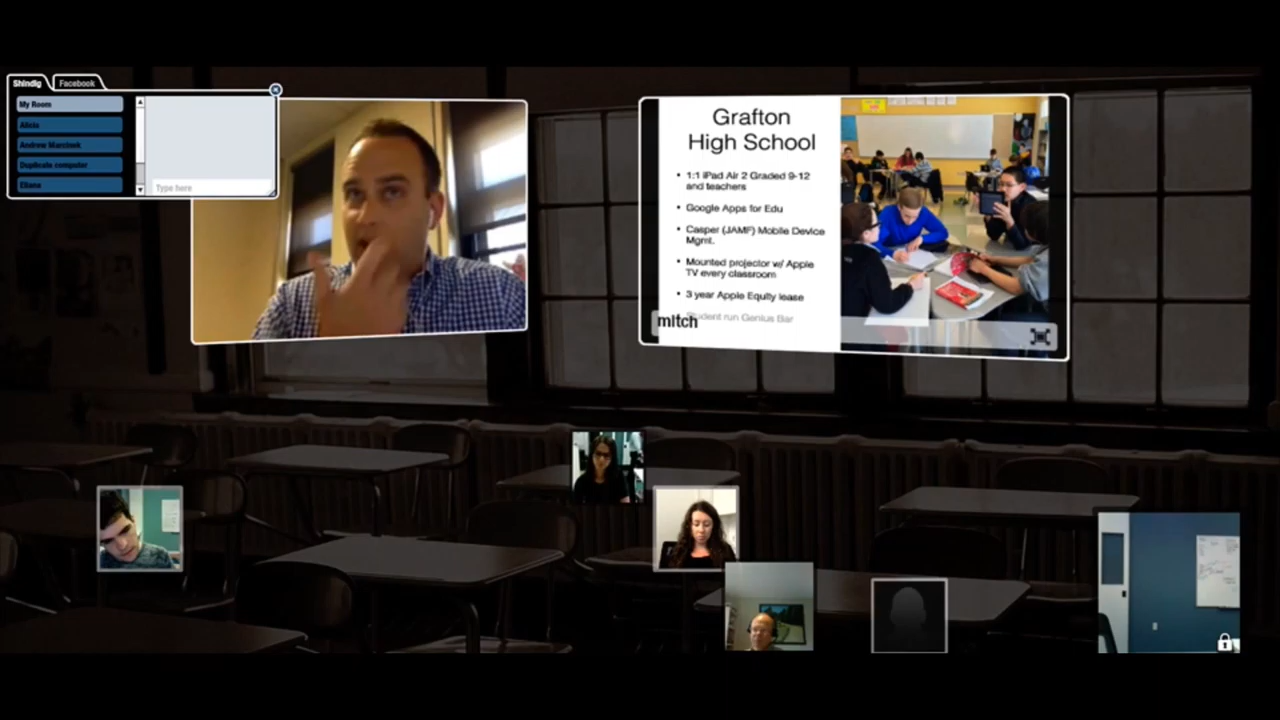 Shindig
Facebook
My Room
Alicia
Andrew Marcinek
Duplicate computer
Eliana
Type here
Grafton
High School
• 1:1 iPad Air 2 Graded 9-12
and teachers
• Google Apps for Edu
• Casper (JAMF) Mobile Device
Mgmt.
• Mounted projector w/ Apple
TV every classroom
• 3 year Apple Equity lease
• Student run Genius Bar
mitch